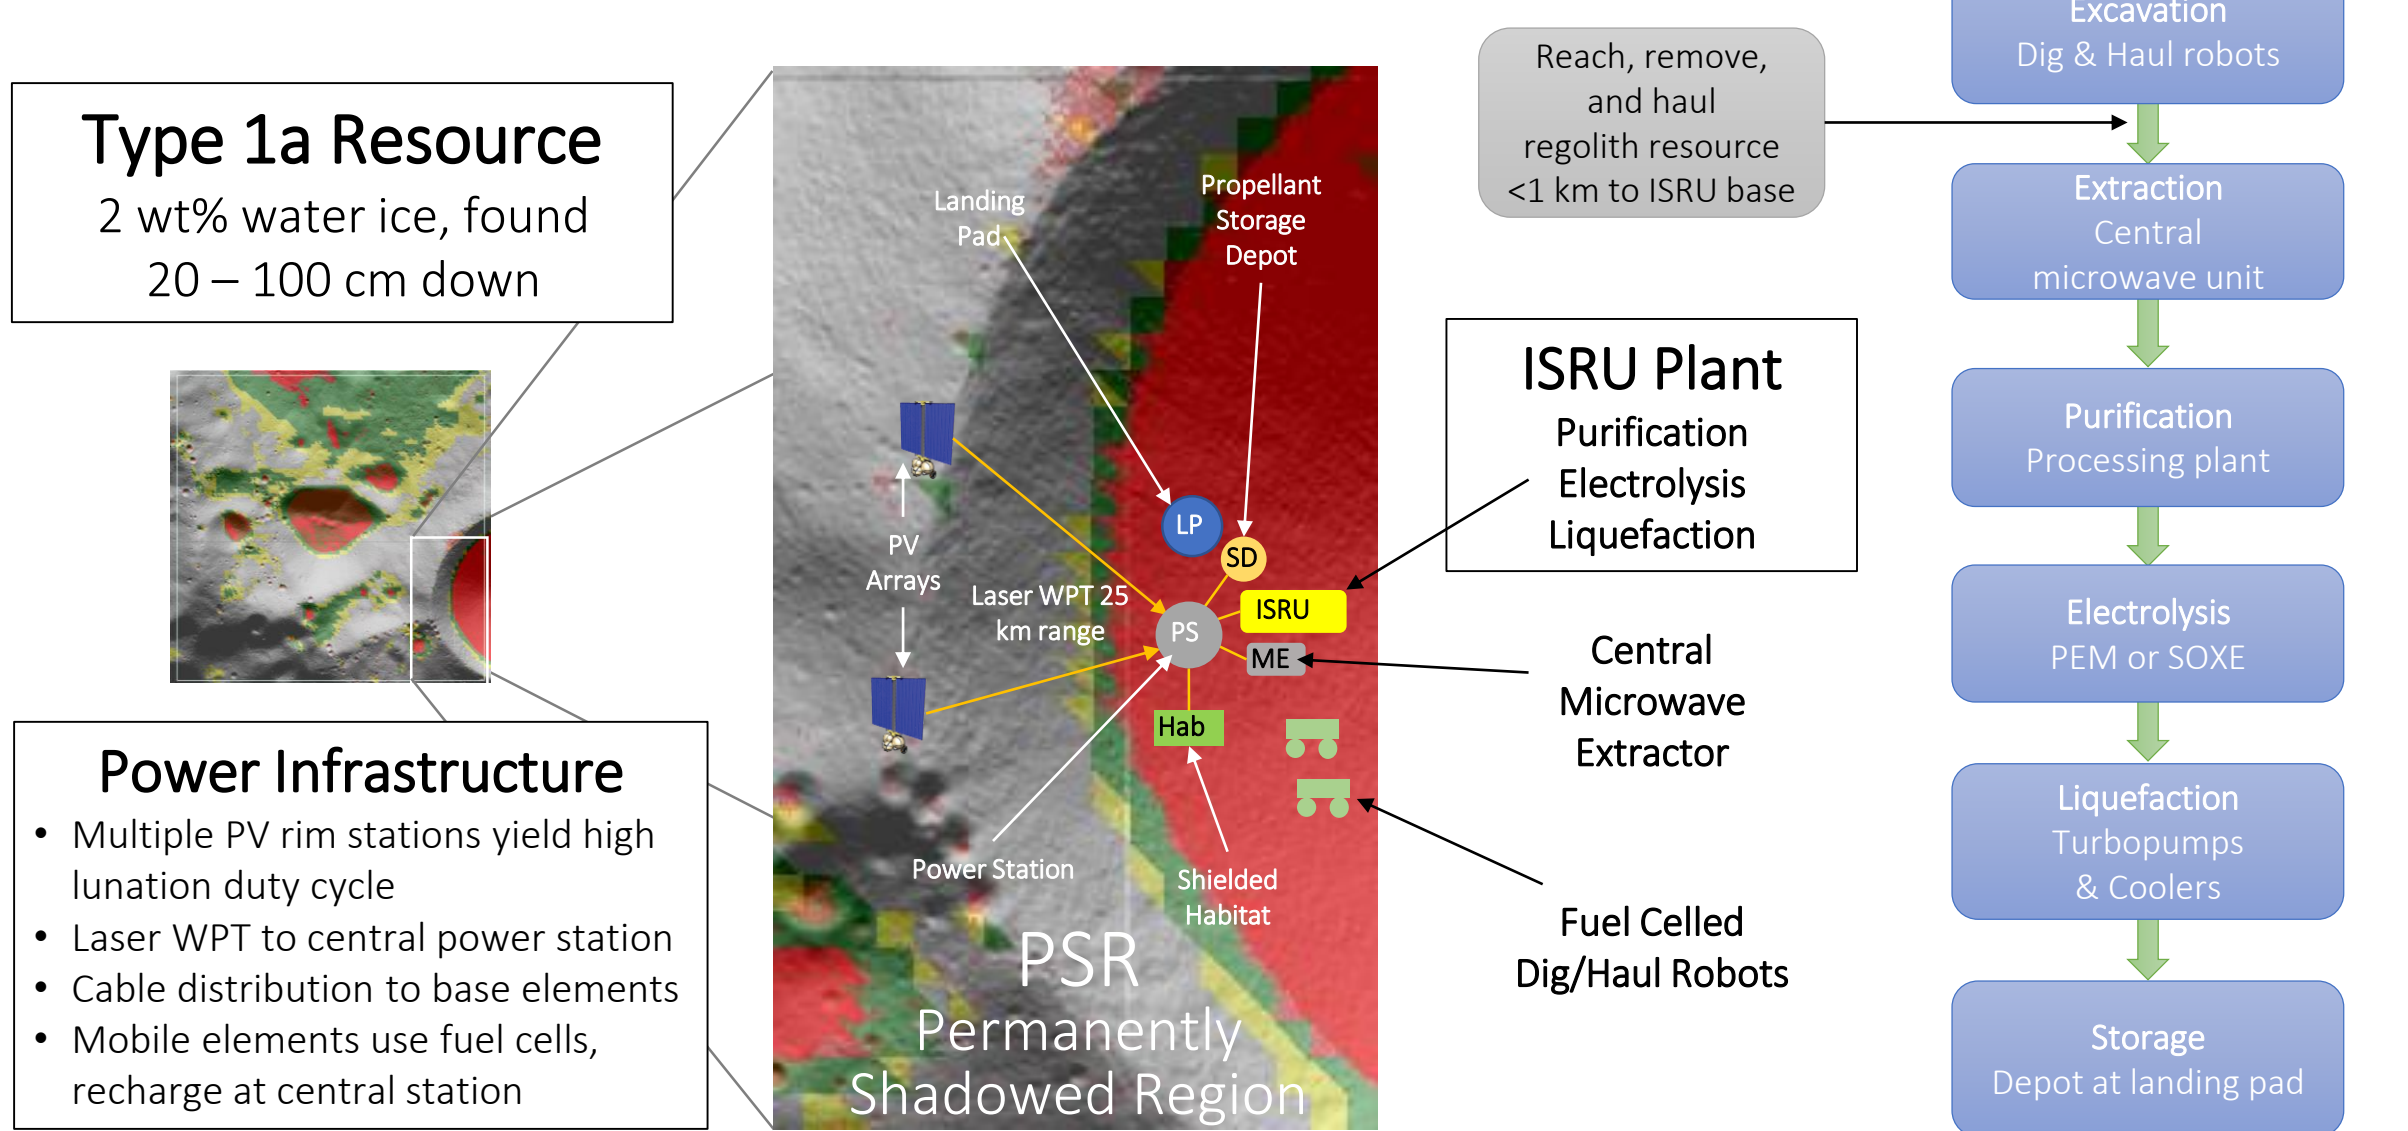 Type 1a Resource
2 wt% water ice, found
20 – 100 cm down
Power Infrastructure
• Multiple PV rim stations yield high
lunation duty cycle
• Laser WPT to central power station
• Cable distribution to base elements
• Mobile elements use fuel cells,
recharge at central station
Landing
Pad
Propellant
Storage
Depot
PV
Arrays
Laser WPT 25
km range
LP
SD
ISRU
PS
ME
Hab
Power Station
Shielded
Habitat
PSR
Permanently
Shadowed Region
Reach, remove,
and haul
regolith resource
<1 km to ISRU base
ISRU Plant
Purification
Electrolysis
Liquefaction
Central
Microwave
Extractor
Fuel Celled
Dig/Haul Robots
Excavation
Dig & Haul robots
Extraction
Central
microwave unit
Purification
Processing plant
Electrolysis
PEM or SOXE
Liquefaction
Turbopumps
& Coolers
Storage
Depot at landing pad